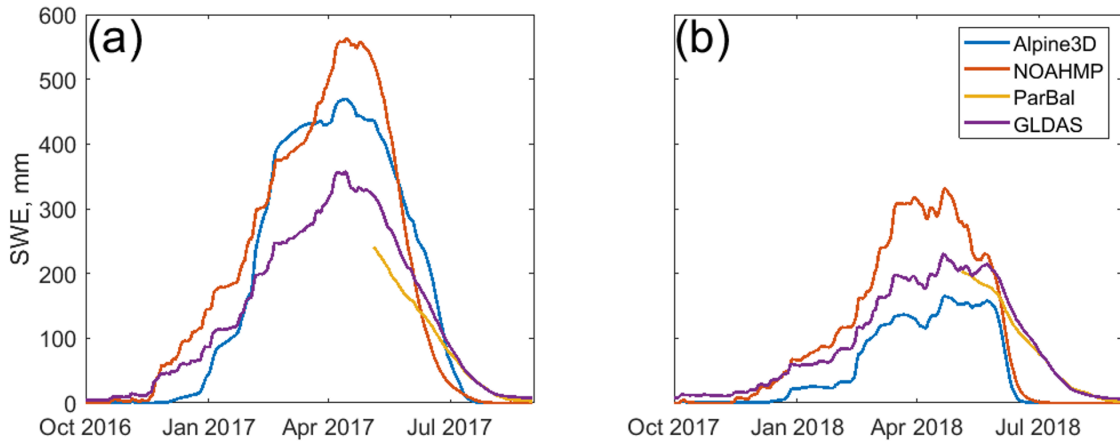 (a)
(b)
SWE, mm
600
500
400
300
200
100
0
Oct 2016
Jan 2017
Apr 2017
Jul 2017
Alpine3D
NOAHMP
ParBal
GLDAS
Oct 2017
Jan 2018
Apr 2018
Jul 2018